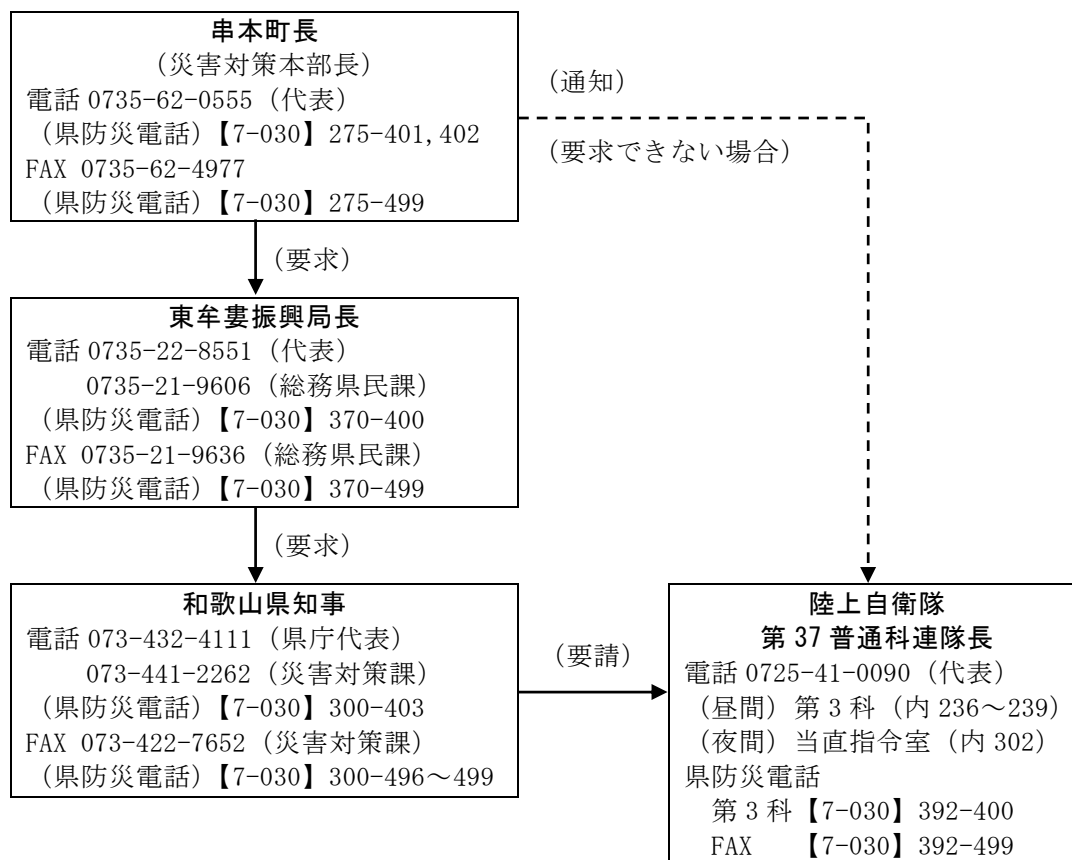 串本町長
(災害対策本部長)
電話 0735-62-0555(代表)
(県防災電話)【7-030】275-401,402
FAX 0735-62-4977
(県防災電話)【7-030】275-499
(通知)
(要求できない場合)
(要求)
東牟婁振興局長
電話 0735-22-8551(代表)
0735-21-9606(総務県民課)
(県防災電話)【7-030】370-400
FAX 0735-21-9636(総務県民課)
(県防災電話)【7-030】370-499
(要求)
和歌山県知事
電話 073-432-4111(県庁代表)
073-441-2262(災害対策課)
(県防災電話)【7-030】300-403
FAX 073-422-7652(災害対策課)
(県防災電話)【7-030】300-496~499
(要請)
陸上自衛隊
第 37 普通科連隊長
電話 0725-41-0090(代表)
(昼間)第 3 科(内 236~239)
(夜間)当直指令室(内 302)
県防災電話
第 3 科【7-030】392-400
FAX 【7-030】392-499